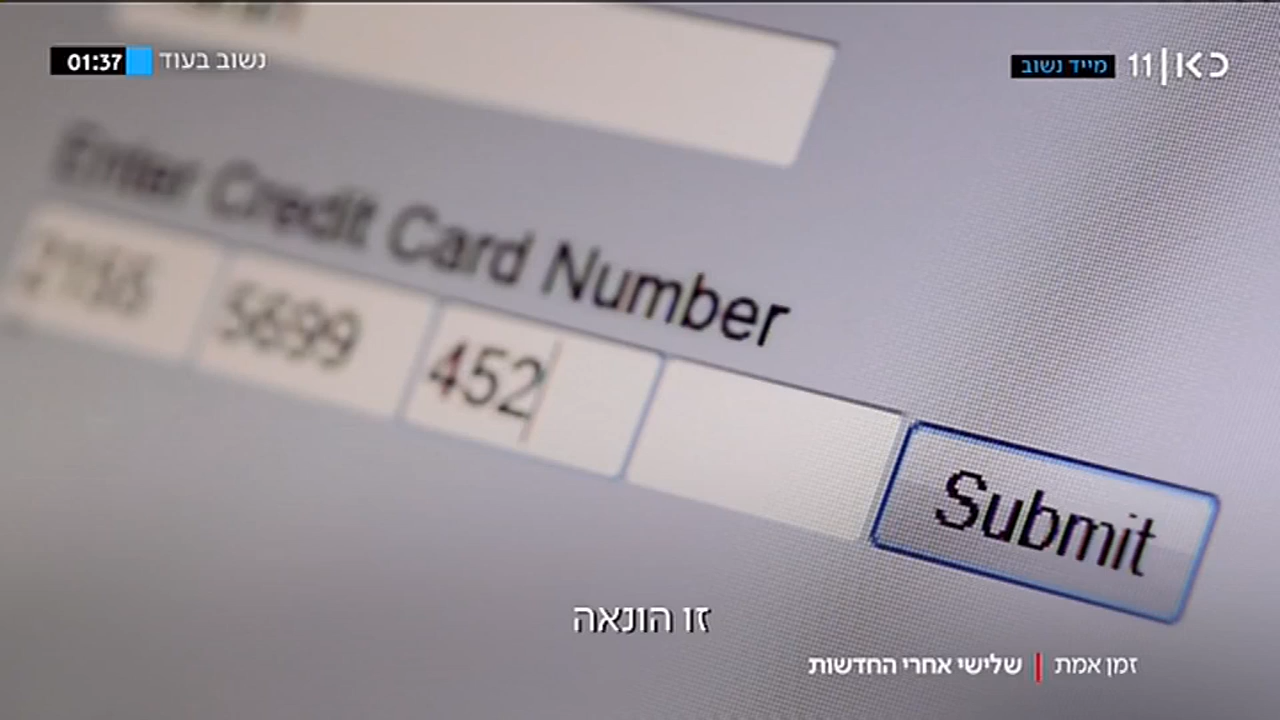 נשוב בעוד 01:37
מייד נשוב
כאן 11
Enter Credit Card Number
5699
452
Submit
זו הונאה
זמן אמת | שלישי אחרי החדשות